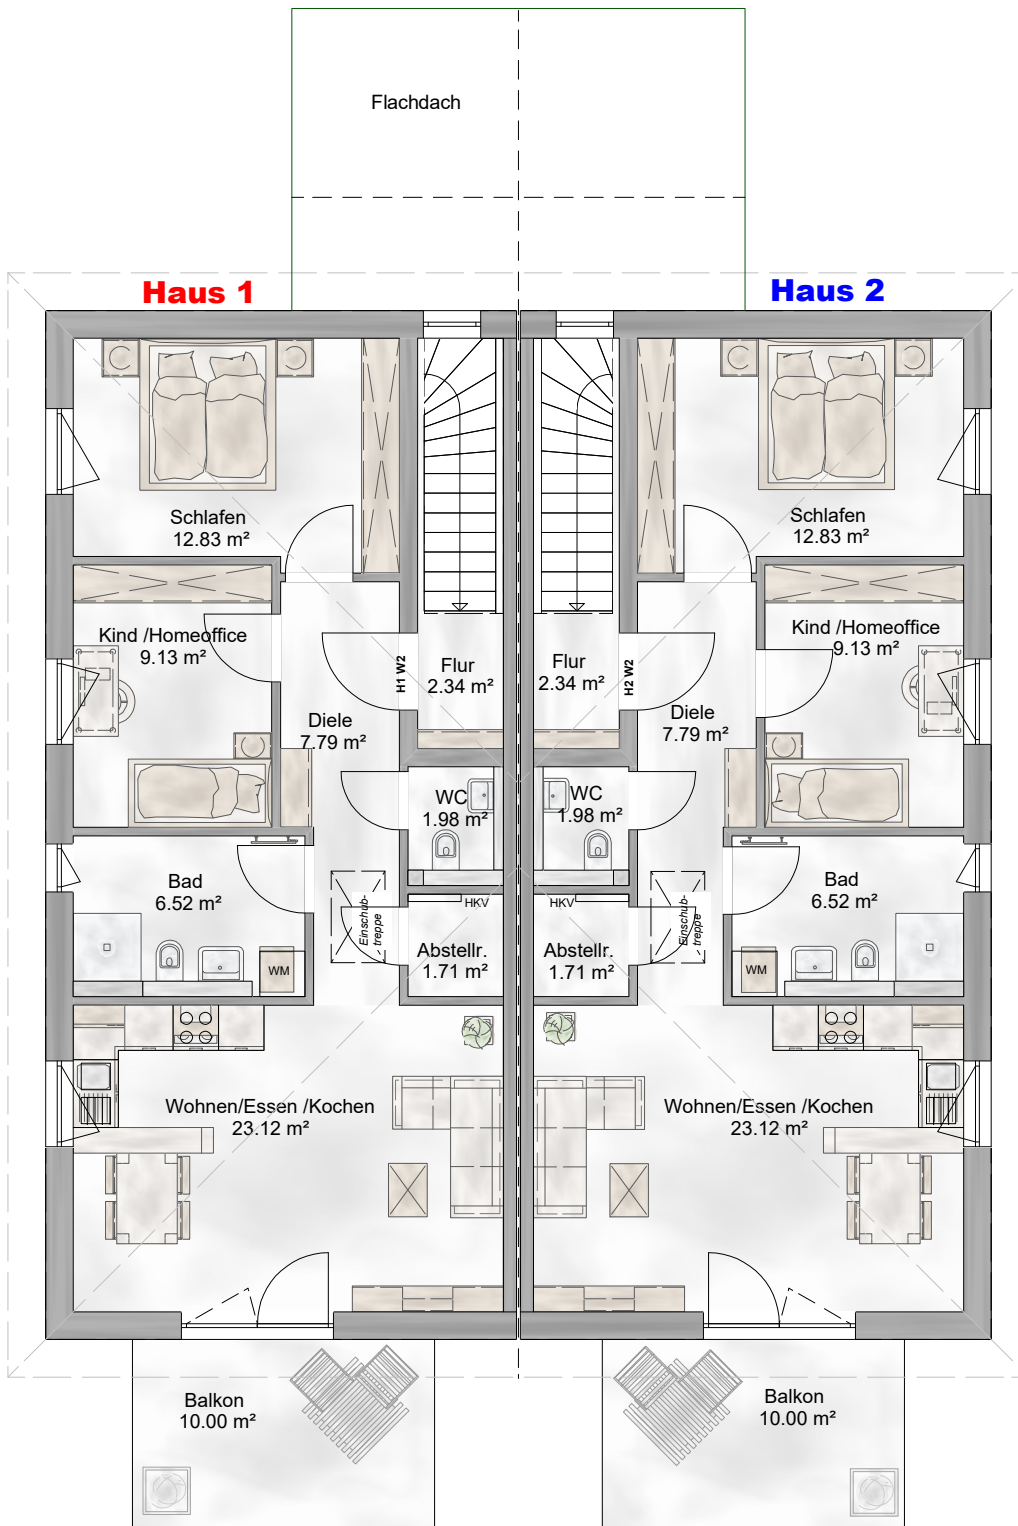 Flachdach
Haus 1
Haus 2
Schlafen
12.83 m²
Schlafen
12.83 m²
Kind /Homeoffice
9.13 m²
Flur
2.34 m²
H1 W2
Flur
2.34 m²
H2 W2
Kind /Homeoffice
9.13 m²
Diele
7.79 m²
Diele
7.79 m²
WC
1.98 m²
WC
1.98 m²
Bad
6.52 m²
Bad
6.52 m²
Einschub-
treppe
HKV
HKV
Einschub-
treppe
Abstellr.
1.71 m²
Abstellr.
1.71 m²
WM
WM
Wohnen/Essen /Kochen
23.12 m²
Wohnen/Essen /Kochen
23.12 m²
Balkon
10.00 m²
Balkon
10.00 m²